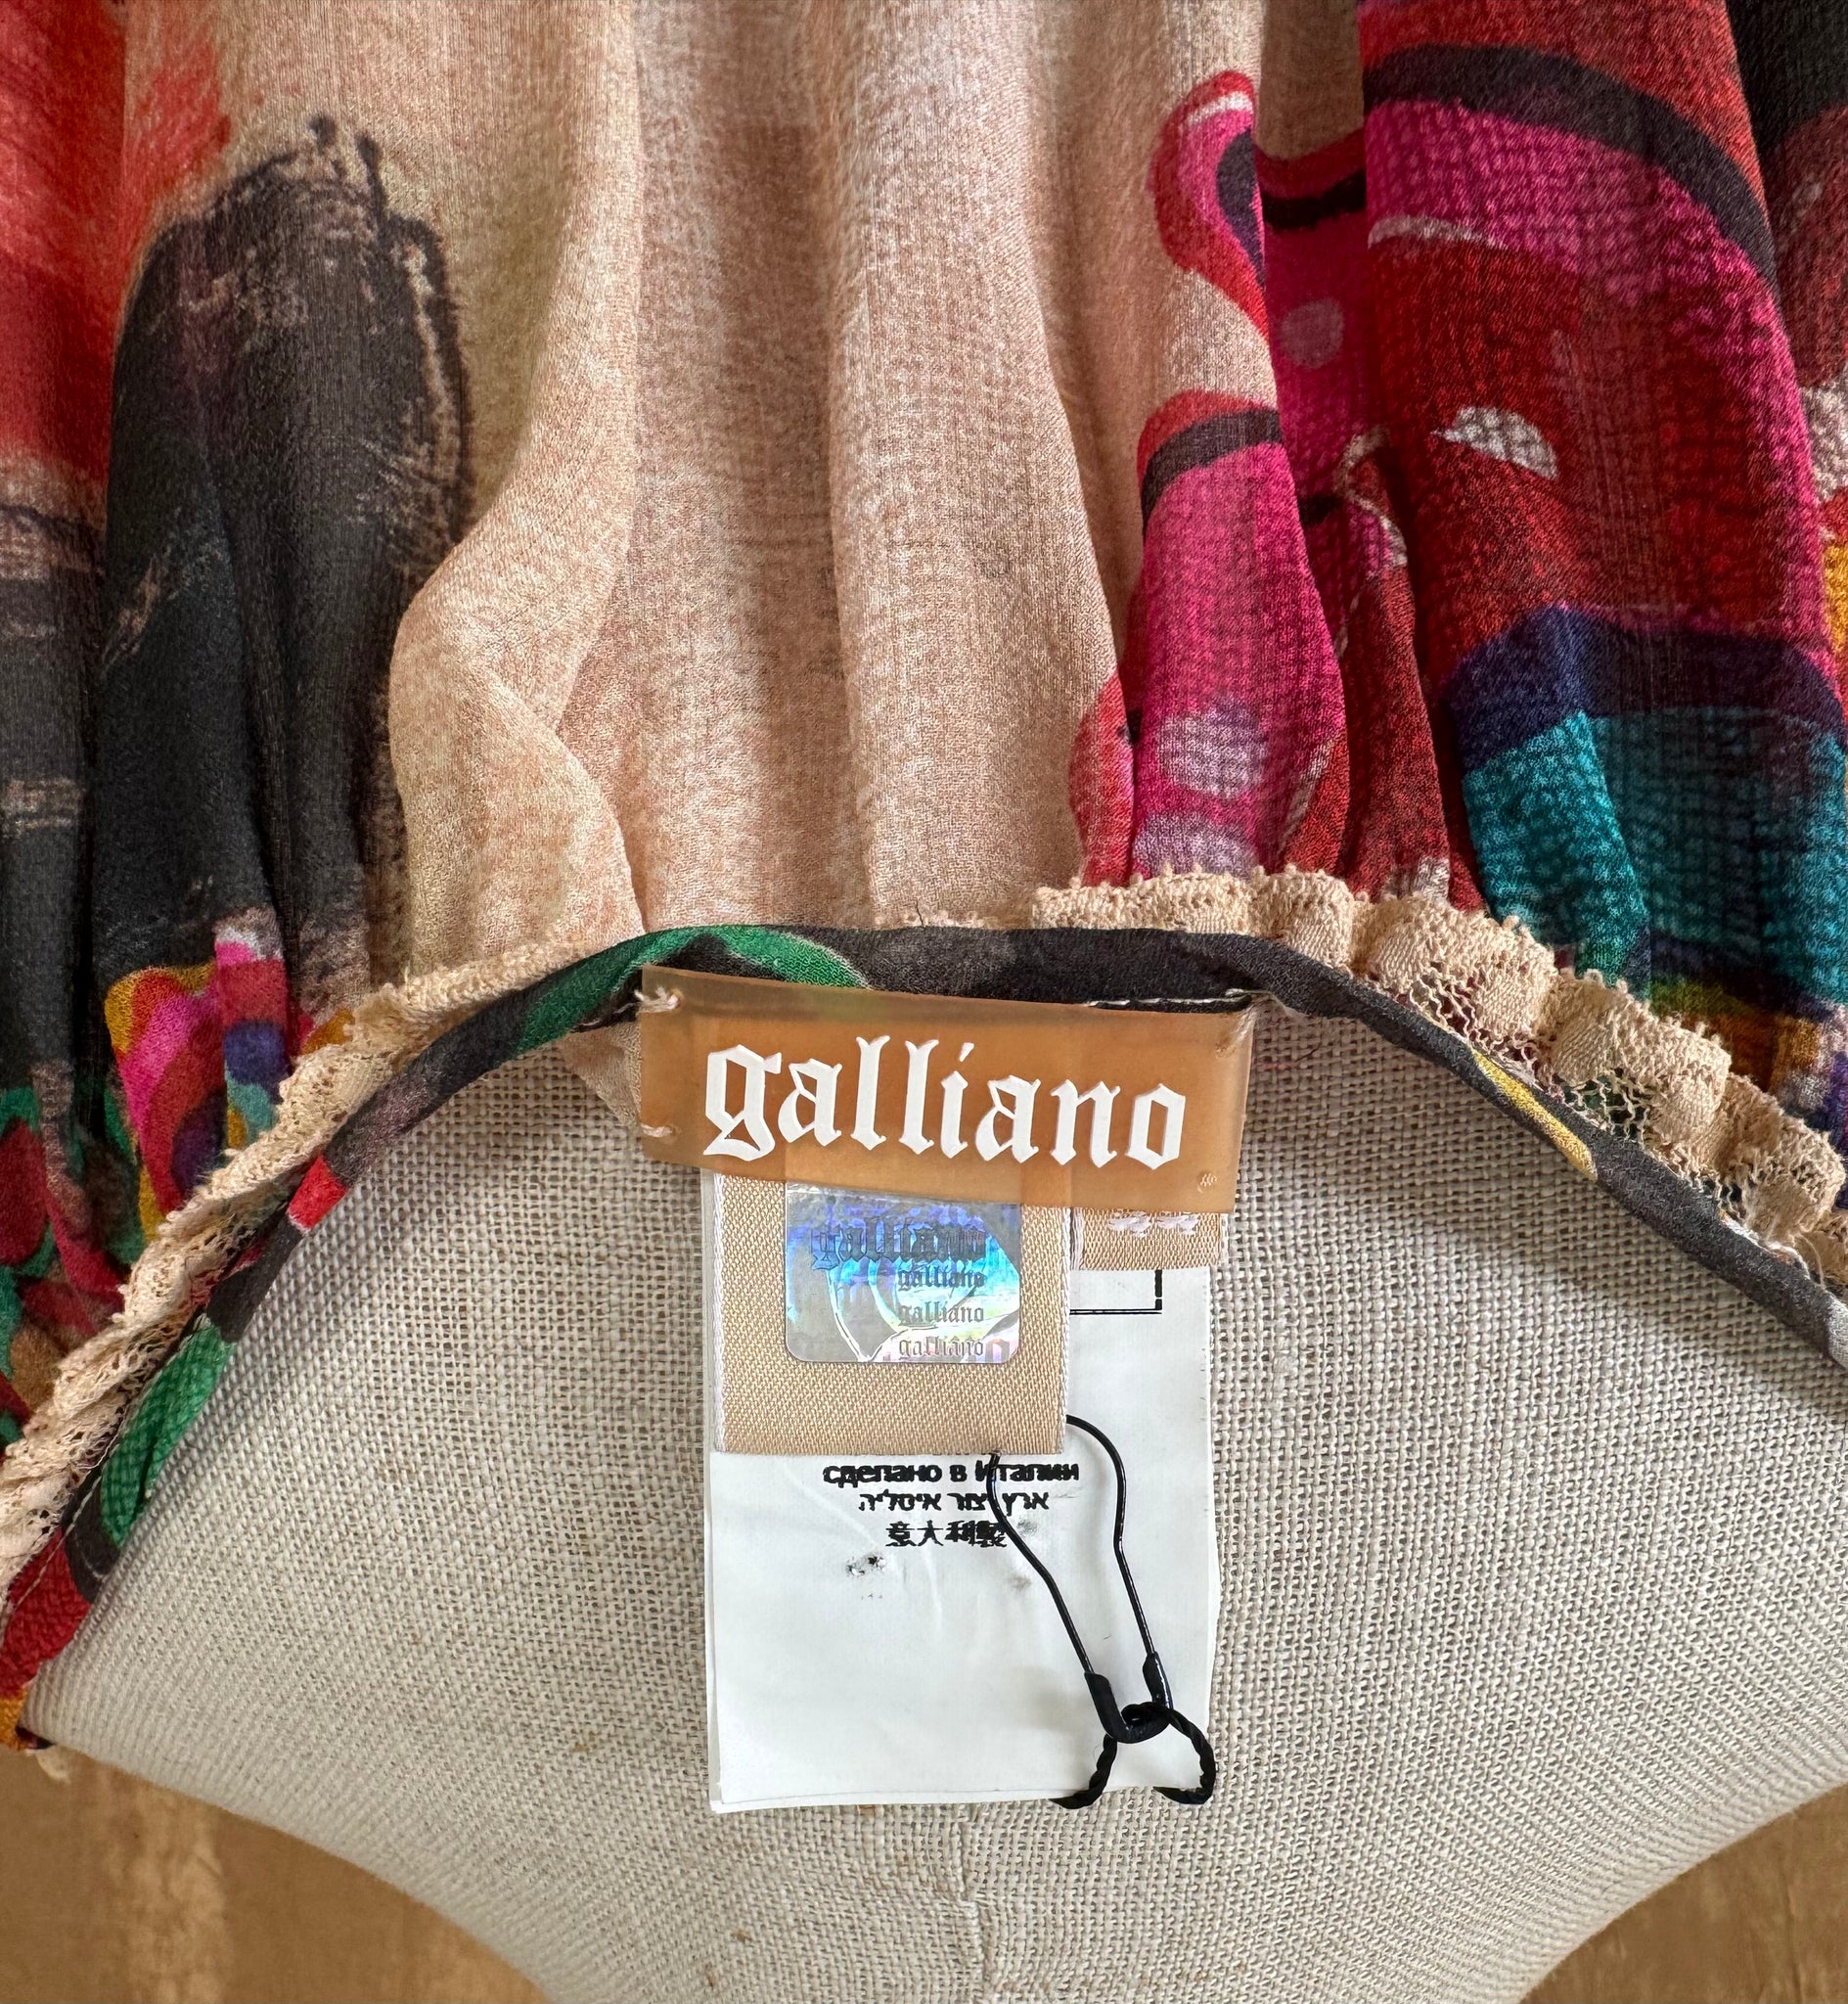 galliano
galliano
galliano
galliano
galliano
сделано в Италии
ארץ יצור איטליה
意大利製